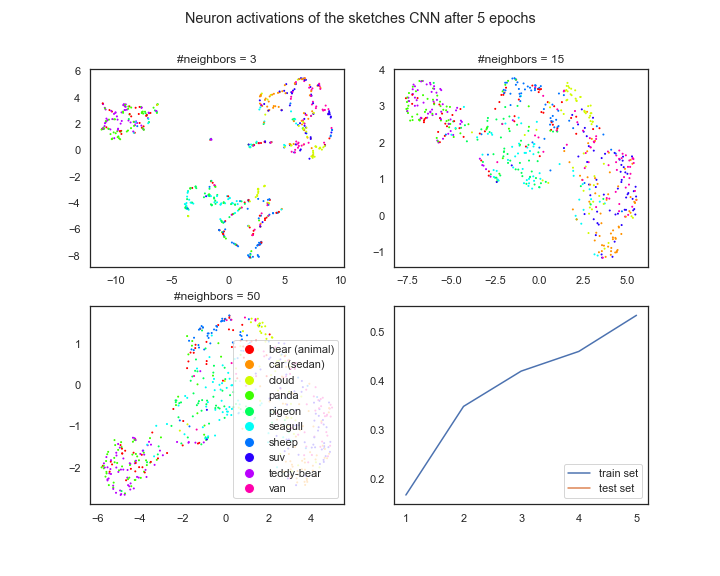 Neuron activations of the sketches CNN after 5 epochs
#neighbors = 3
6
4
2
0
−2
−4
−6
−8
−10
−5
0
5
10
#neighbors = 15
4
3
2
1
0
−1
−7.5
−5.0
−2.5
0.0
2.5
5.0
#neighbors = 50
1
0
−1
−2
−6
−4
−2
0
2
4
bear (animal)
car (sedan)
cloud
panda
pigeon
seagull
sheep
suv
teddy-bear
van
0.5
0.4
0.3
0.2
1
2
3
4
5
train set
test set